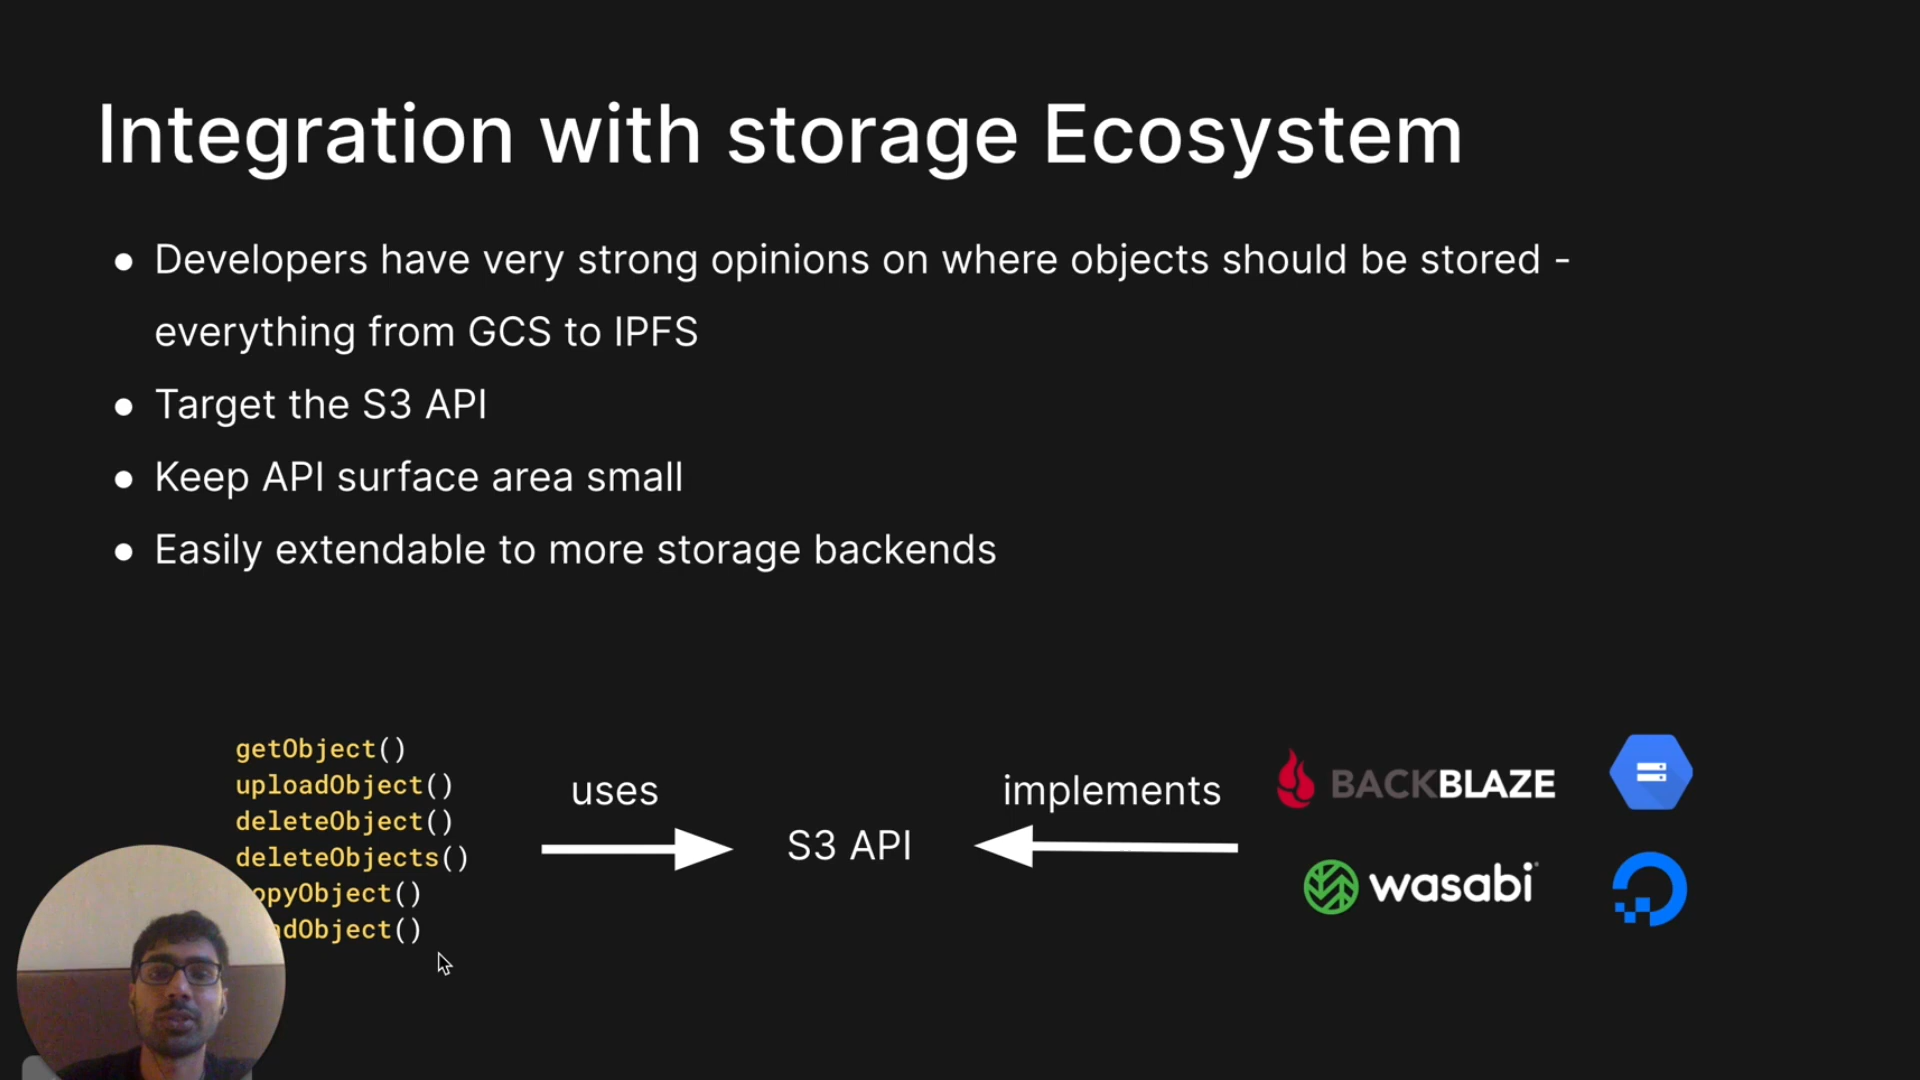 Integration with storage Ecosystem
● Developers have very strong opinions on where objects should be stored -
everything from GCS to IPFS
● Target the S3 API
● Keep API surface area small
● Easily extendable to more storage backends
getObject()
uploadObject()
deleteObject()
deleteObjects()
opyObject()
adObject()
uses
S3 API
implements
BACKBLAZE
wasabi